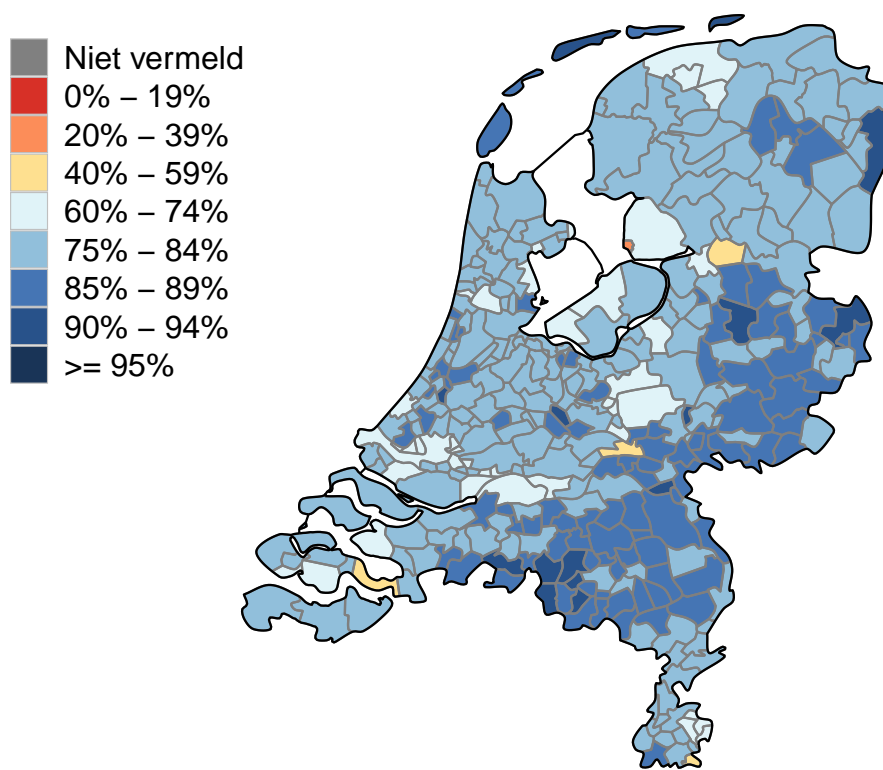 Niet vermeld
0% – 19%
20% – 39%
40% – 59%
60% – 74%
75% – 84%
85% – 89%
90% – 94%
>= 95%